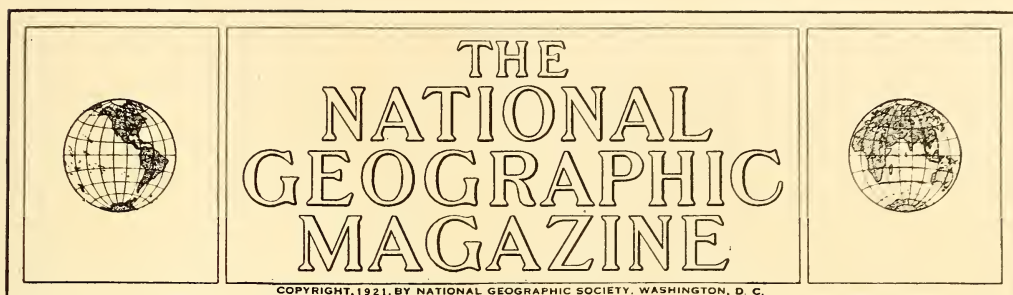 THE
NATIONAL
GEOGRAPHIC
MAGAZINE
COPYRIGHT, 1921, BY NATIONAL GEOGRAPHIC SOCIETY, WASHINGTON, D. C.